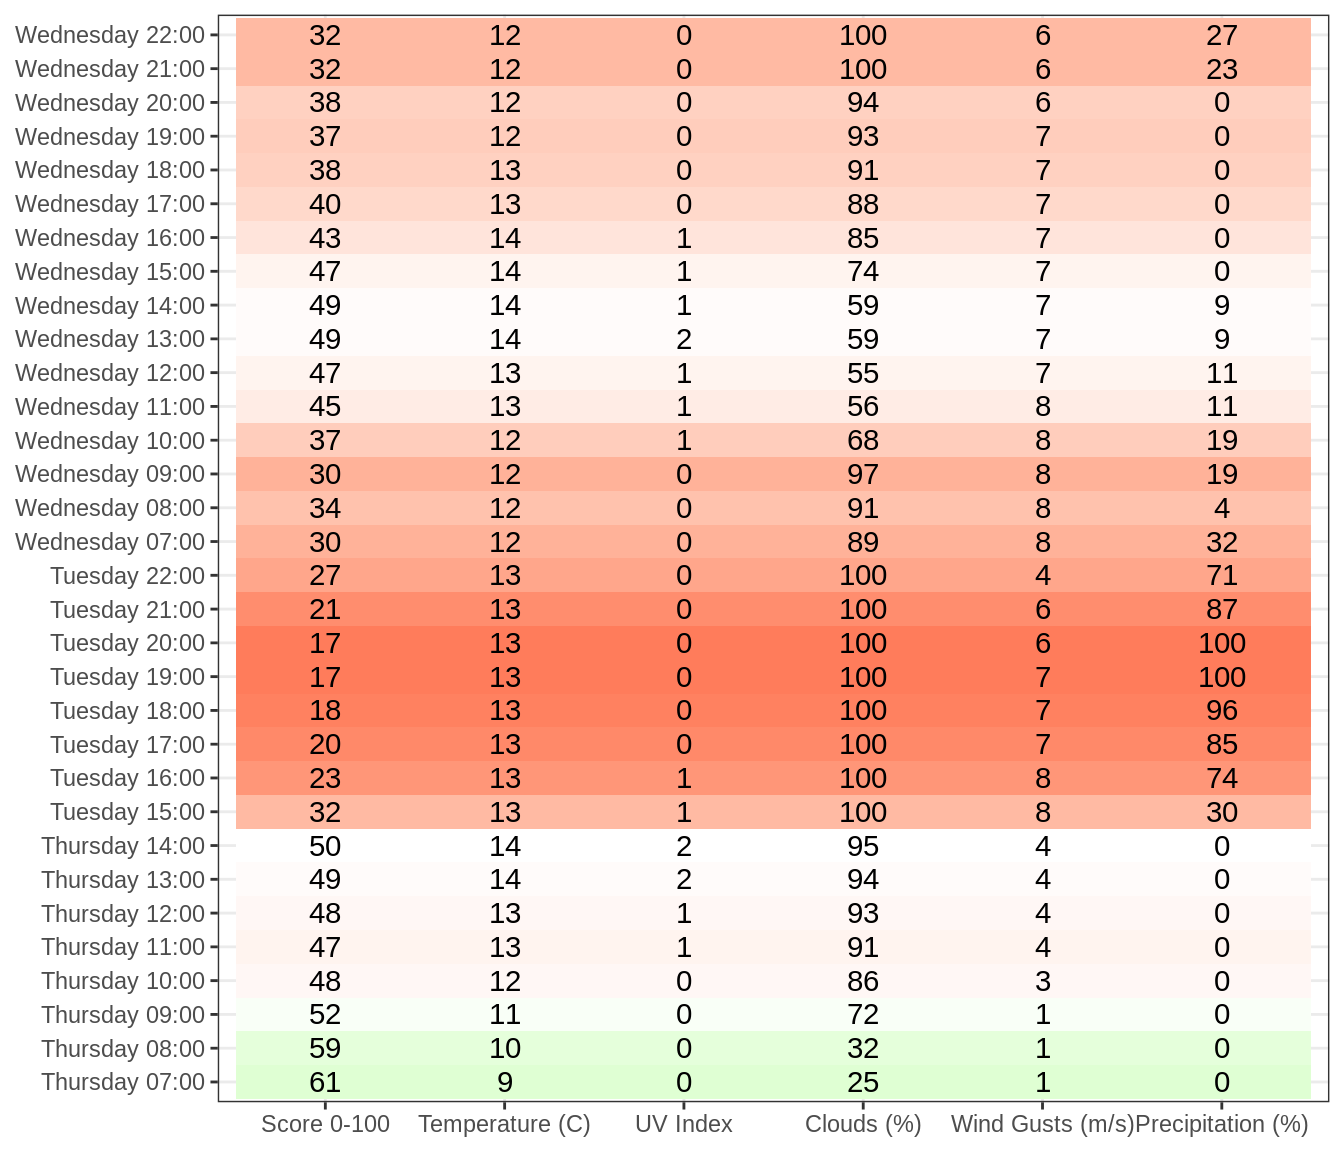 Wednesday 22:00 32 12 0 100 6 27
Wednesday 21:00 32 12 0 100 6 23
Wednesday 20:00 38 12 0 94 6 0
Wednesday 19:00 37 12 0 93 7 0
Wednesday 18:00 38 13 0 91 7 0
Wednesday 17:00 40 13 0 88 7 0
Wednesday 16:00 43 14 1 85 7 0
Wednesday 15:00 47 14 1 74 7 0
Wednesday 14:00 49 14 1 59 7 9
Wednesday 13:00 49 14 2 59 7 9
Wednesday 12:00 47 13 1 55 7 11
Wednesday 11:00 45 13 1 56 8 11
Wednesday 10:00 37 12 1 68 8 19
Wednesday 09:00 30 12 0 97 8 19
Wednesday 08:00 34 12 0 91 8 4
Wednesday 07:00 30 12 0 89 8 32
Tuesday 22:00 27 13 0 100 4 71
Tuesday 21:00 21 13 0 100 6 87
Tuesday 20:00 17 13 0 100 6 100
Tuesday 19:00 17 13 0 100 7 100
Tuesday 18:00 18 13 0 100 7 96
Tuesday 17:00 20 13 0 100 7 85
Tuesday 16:00 23 13 1 100 8 74
Tuesday 15:00 32 13 1 100 8 30
Thursday 14:00 50 14 2 95 4 0
Thursday 13:00 49 14 2 94 4 0
Thursday 12:00 48 13 1 93 4 0
Thursday 11:00 47 13 1 91 4 0
Thursday 10:00 48 12 0 86 3 0
Thursday 09:00 52 11 0 72 1 0
Thursday 08:00 59 10 0 32 1 0
Thursday 07:00 61 9 0 25 1 0
Score 0-100 Temperature (C) UV Index Clouds (%) Wind Gusts (m/s) Precipitation (%)